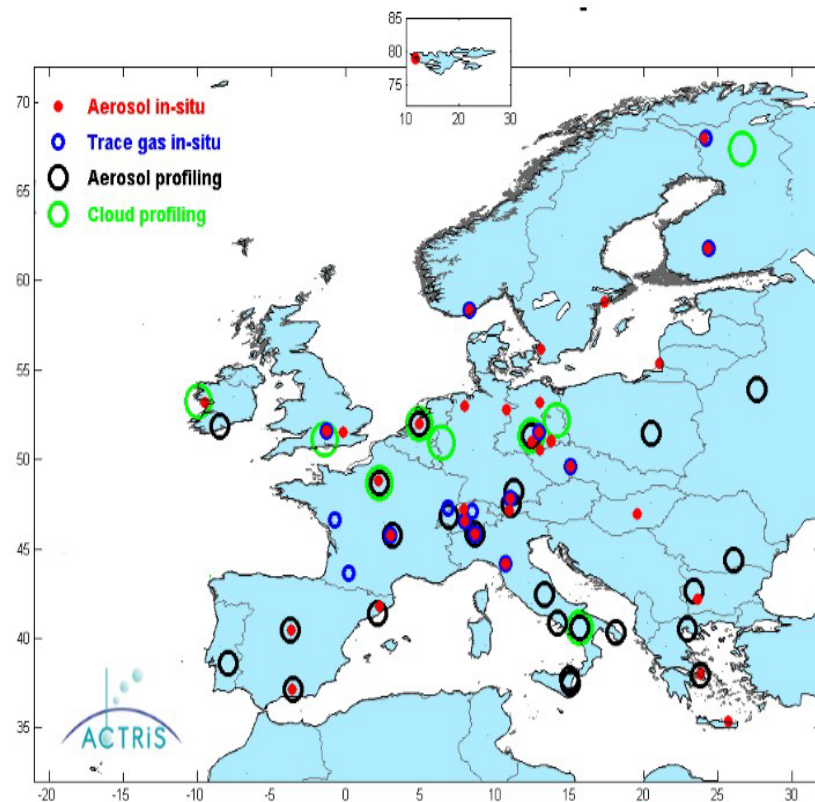 85
80
75
10 20 30
70
65
60
55
50
45
40
35
Aerosol in-situ
Trace gas in-situ
Aerosol profiling
Cloud profiling
ACTRiS
-20 -15 -10 -5 0 5 10 15 20 25 30